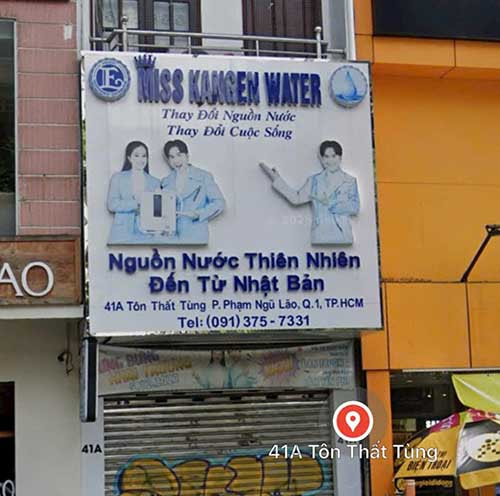 E
MISS KANGEN WATER
Thay Đổi Nguồn Nước
Thay Đổi Cuộc Sống
Nguồn Nước Thiên Nhiên
Đến Từ Nhật Bản
41A Tôn Thất Tùng P. Phạm Ngũ Lão, Q.1, TP.HCM
Tel: (091) 375 - 7331
AO
41A
41A Tôn Thất Tùng
ĐIỆN THOẠI